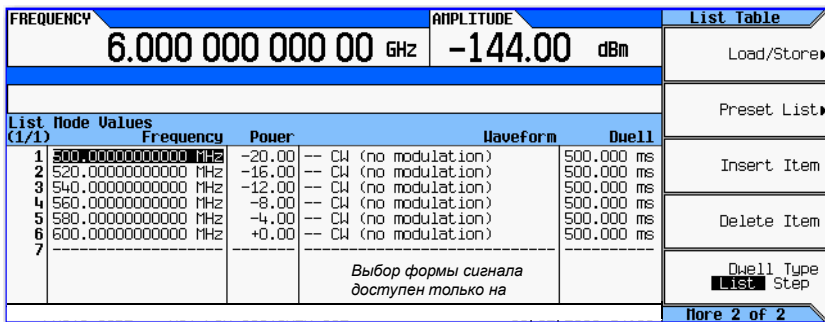 FREQUENCY AMPLITUDE List Table
6.000 000 000 00 GHz -144.00 dBm
Load/Store
Preset List
List Mode Values
(1/1) Frequency Power Waveform Dwell
1 500.00000000000 MHz -20.00 -- CW (no modulation) 500.000 ms
2 520.00000000000 MHz -16.00 -- CW (no modulation) 500.000 ms
3 540.00000000000 MHz -12.00 -- CW (no modulation) 500.000 ms
4 560.00000000000 MHz -8.00 -- CW (no modulation) 500.000 ms
5 580.00000000000 MHz -4.00 -- CW (no modulation) 500.000 ms
6 600.00000000000 MHz +0.00 -- CW (no modulation) 500.000 ms
7
Insert Item
Delete Item
Выбор формы сигнала
доступен только на
Dwell Type
List Step
More 2 of 2